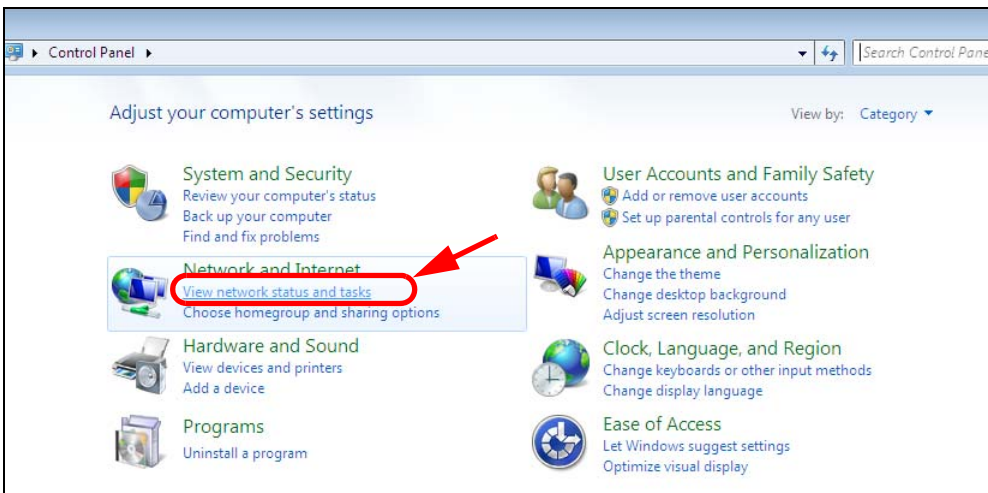 Control Panel
Search Control Pane
Adjust your computer's settings
View by: Category
System and Security
Review your computer's status
Back up your computer
Find and fix problems
Network and Internet
View network status and tasks
Choose homegroup and sharing options
Hardware and Sound
View devices and printers
Add a device
Programs
Uninstall a program
User Accounts and Family Safety
Add or remove user accounts
Set up parental controls for any user
Appearance and Personalization
Change the theme
Change desktop background
Adjust screen resolution
Clock, Language, and Region
Change keyboards or other input methods
Change display language
Ease of Access
Let Windows suggest settings
Optimize visual display